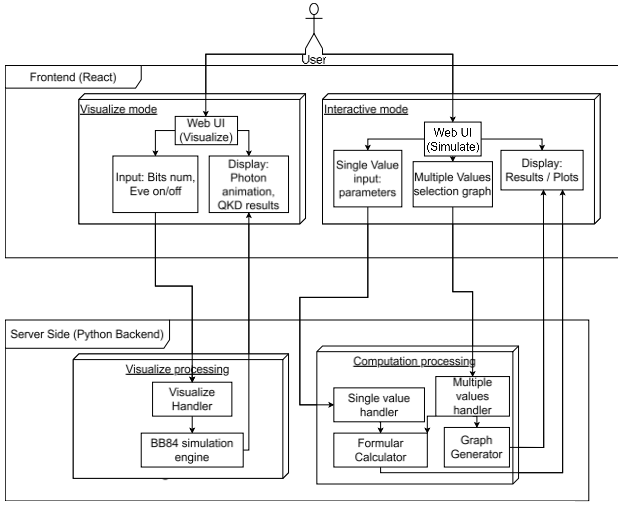 User
Frontend (React)
Visualize mode
Interactive mode
Web UI
(Visualize)
Web UI
(Simulate)
Input: Bits num,
Eve on/off
Display:
Photon
animation,
QKD results
Single Value
input:
parameters
Multiple Values
selection graph
Display:
Results / Plots
Server Side (Python Backend)
Visualize processing
Computation processing
Visualize
Handler
BB84 simulation
engine
Single value
handler
Multiple
values
handler
Formular
Calculator
Graph
Generator